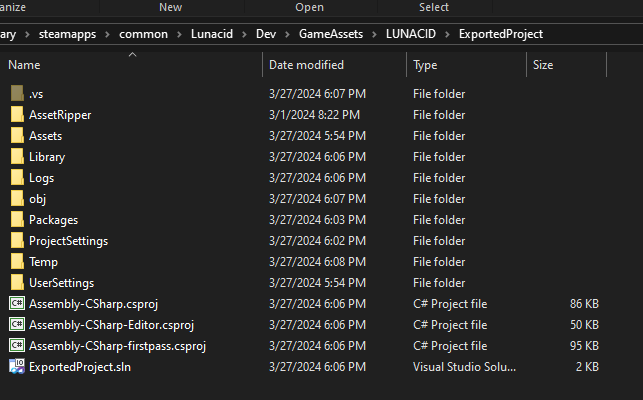 anize New Open Select
ary > steamapps > common > Lunacid > Dev > GameAssets > LUNACID > ExportedProject
Name Date modified Type Size
.vs 3/27/2024 6:07 PM File folder
AssetRipper 3/1/2024 8:22 PM File folder
Assets 3/27/2024 5:54 PM File folder
Library 3/27/2024 6:06 PM File folder
Logs 3/27/2024 6:06 PM File folder
obj 3/27/2024 6:07 PM File folder
Packages 3/27/2024 6:03 PM File folder
ProjectSettings 3/27/2024 6:02 PM File folder
Temp 3/27/2024 6:08 PM File folder
UserSettings 3/27/2024 5:54 PM File folder
C# Assembly-CSharp.csproj 3/27/2024 6:06 PM C# Project file 86 KB
C# Assembly-CSharp-Editor.csproj 3/27/2024 6:06 PM C# Project file 50 KB
C# Assembly-CSharp-firstpass.csproj 3/27/2024 6:06 PM C# Project file 95 KB
ExportedProject.sln 3/27/2024 6:06 PM Visual Studio Solu... 2 KB